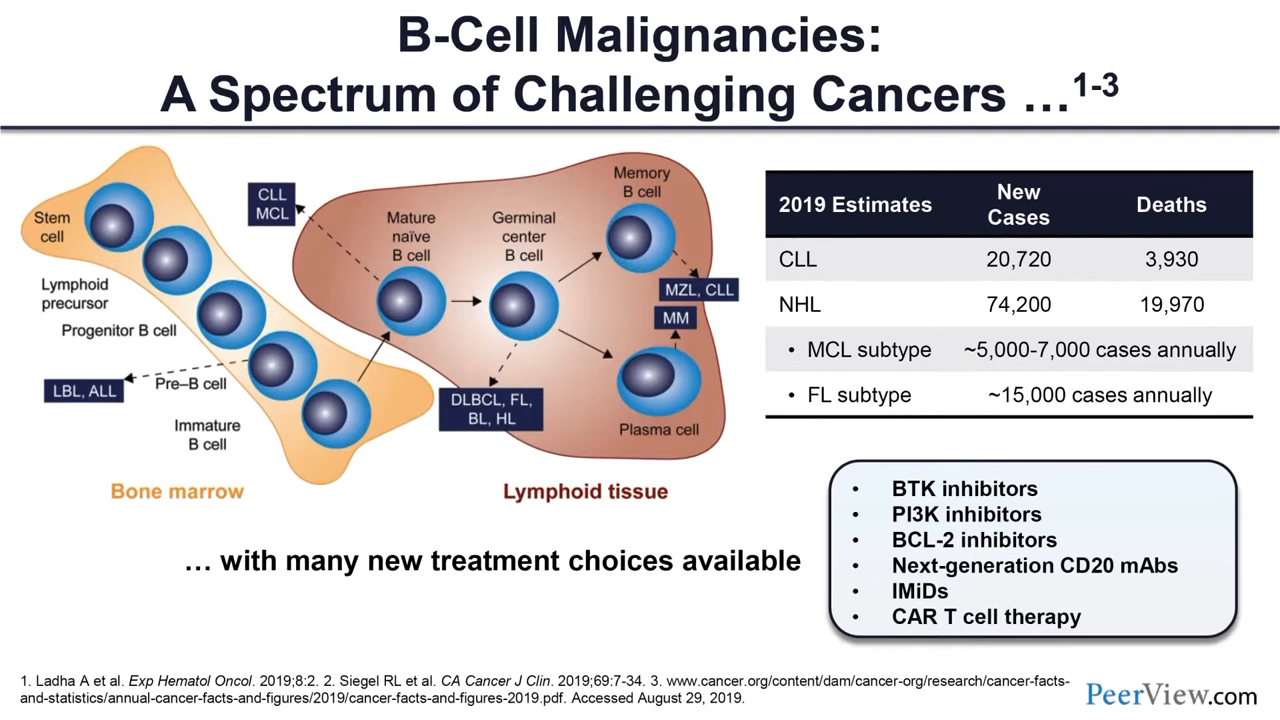 B-Cell Malignancies:
A Spectrum of Challenging Cancers …1-3
Stem
cell
Lymphoid
precursor
Progenitor B cell
Pre–B cell
LBL, ALL
Immature
B cell
Bone marrow
CLL
MCL
Mature
naïve
B cell
Germinal
center
B cell
Memory
B cell
MZL, CLL
MM
DLBCL, FL,
BL, HL
Plasma cell
Lymphoid tissue
2019 Estimates New Cases Deaths
CLL 20,720 3,930
NHL 74,200 19,970
• MCL subtype ~5,000-7,000 cases annually
• FL subtype ~15,000 cases annually
… with many new treatment choices available
• BTK inhibitors
• PI3K inhibitors
• BCL-2 inhibitors
• Next-generation CD20 mAbs
• IMiDs
• CAR T cell therapy
1. Ladha A et al. Exp Hematol Oncol. 2019;8:2. 2. Siegel RL et al. CA Cancer J Clin. 2019;69:7-34. 3. www.cancer.org/content/dam/cancer-org/research/cancer-facts-
and-statistics/annual-cancer-facts-and-figures/2019/cancer-facts-and-figures-2019.pdf. Accessed August 29, 2019.
PeerView.com